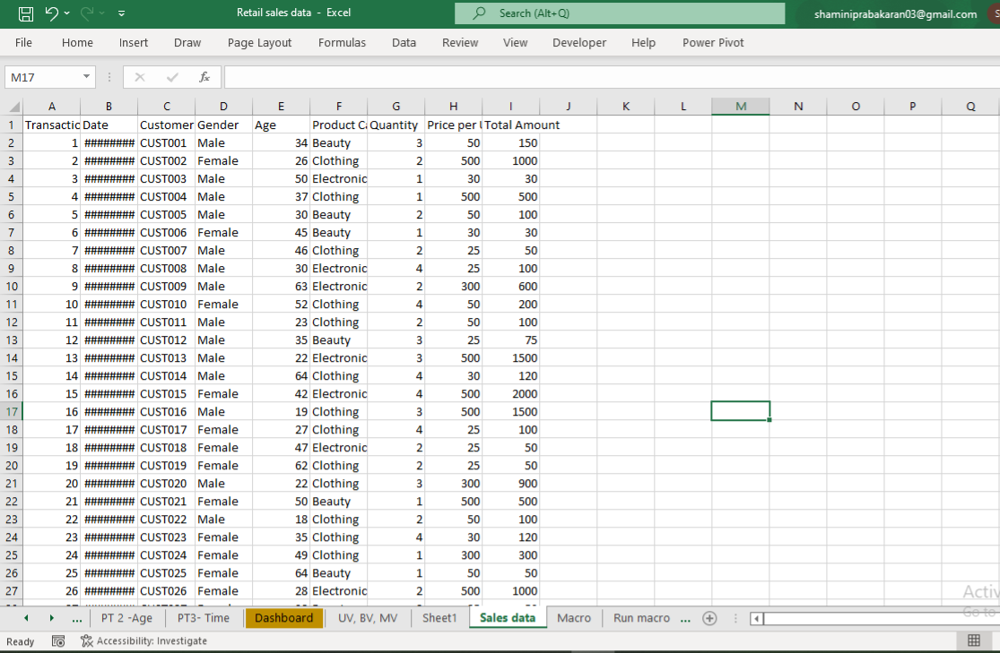 Retail sales data - Excel
Search (Alt+Q)
shaminiprabakaran03@gmail.com
File Home Insert Draw Page Layout Formulas Data Review View Developer Help Power Pivot
M17 fx
A B C D E F G H I J K L M N O P Q
1 Transactic Date Customer Gender Age Product Ca Quantity Price per U Total Amount
2 1 ######## CUST001 Male 34 Beauty 3 50 150
3 2 ######## CUST002 Female 26 Clothing 2 500 1000
4 3 ######## CUST003 Male 50 Electronic 1 30 30
5 4 ######## CUST004 Male 37 Clothing 1 500 500
6 5 ######## CUST005 Male 30 Beauty 2 50 100
7 6 ######## CUST006 Female 45 Beauty 1 30 30
8 7 ######## CUST007 Male 46 Clothing 2 25 50
9 8 ######## CUST008 Male 30 Electronic 4 25 100
10 9 ######## CUST009 Male 63 Electronic 2 300 600
11 10 ######## CUST010 Female 52 Clothing 4 50 200
12 11 ######## CUST011 Male 23 Clothing 2 50 100
13 12 ######## CUST012 Male 35 Beauty 3 25 75
14 13 ######## CUST013 Male 22 Electronic 3 500 1500
15 14 ######## CUST014 Male 64 Clothing 4 30 120
16 15 ######## CUST015 Female 42 Electronic 4 500 2000
17 16 ######## CUST016 Male 19 Clothing 3 500 1500
18 17 ######## CUST017 Female 27 Clothing 4 25 100
19 18 ######## CUST018 Female 47 Electronic 2 25 50
20 19 ######## CUST019 Female 62 Clothing 2 25 50
21 20 ######## CUST020 Male 22 Clothing 3 300 900
22 21 ######## CUST021 Female 50 Beauty 1 500 500
23 22 ######## CUST022 Male 18 Clothing 2 50 100
24 23 ######## CUST023 Female 35 Clothing 4 30 120
25 24 ######## CUST024 Female 49 Clothing 1 300 300
26 25 ######## CUST025 Female 64 Beauty 1 50 50
27 26 ######## CUST026 Female 28 Electronic 2 500 1000
Activ
Go to
... PT 2 -Age PT3- Time Dashboard UV, BV, MV Sheet1 Sales data Macro Run macro ...
Ready Accessibility: Investigate